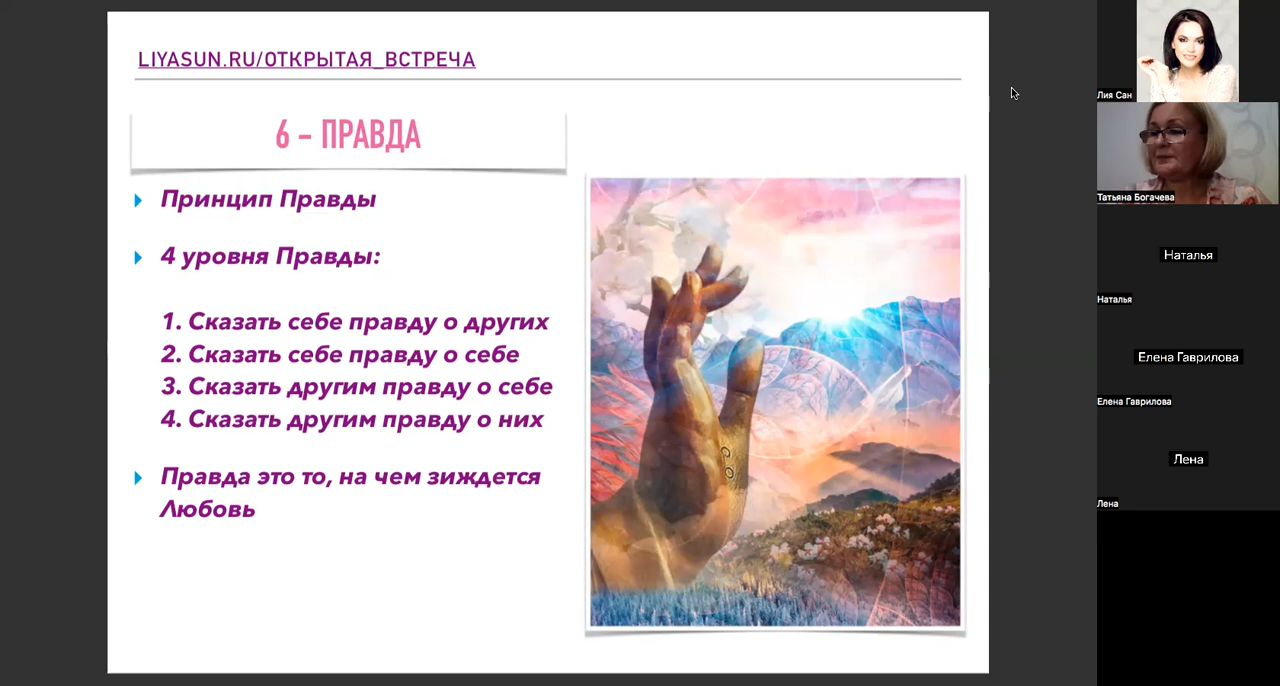 LIYASUN.RU/ОТКРЫТАЯ_ВСТРЕЧА
6 – ПРАВДА
Принцип Правды
4 уровня Правды:
1. Сказать себе правду о других
2. Сказать себе правду о себе
3. Сказать другим правду о себе
4. Сказать другим правду о них
Правда это то, на чем зиждется
Любовь
Лия Сан
Татьяна Богачева
Наталья
Наталья
Елена Гаврилова
Елена Гаврилова
Лена
Лена